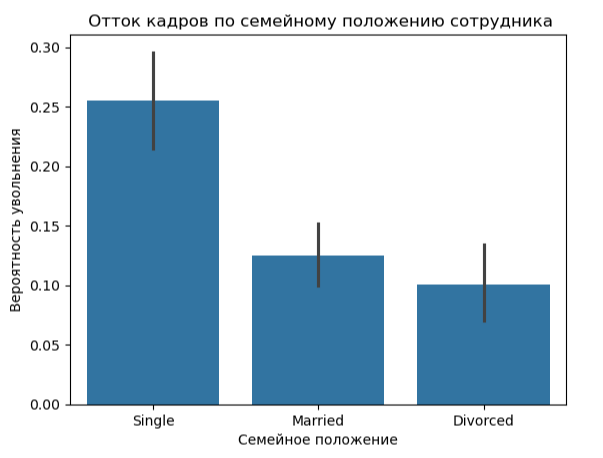 Отток кадров по семейному положению сотрудника
0.30
0.25
0.20
0.15
0.10
0.05
0.00
Вероятность увольнения
Single Married Divorced
Семейное положение